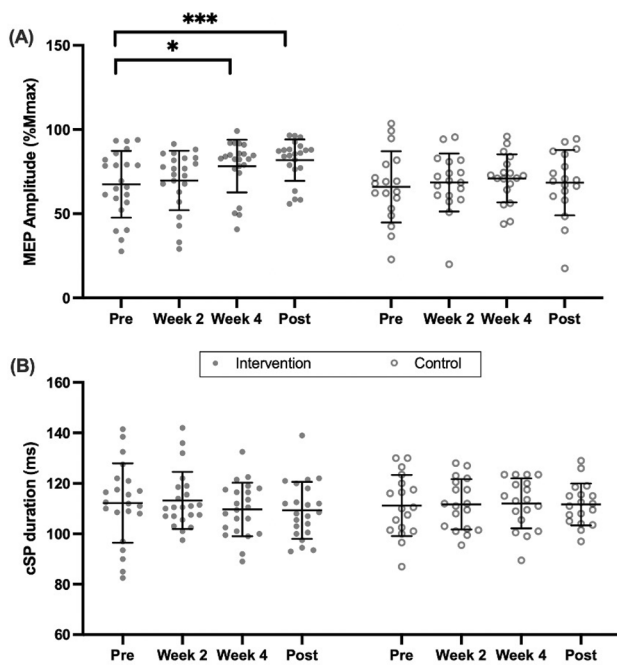 (A)
***
*
150
100
50
0
MEP Amplitude (%Mmax)
Pre Week 2 Week 4 Post Pre Week 2 Week 4 Post
(B)
Intervention Control
160
140
120
100
80
60
cSP duration (ms)
Pre Week 2 Week 4 Post Pre Week 2 Week 4 Post